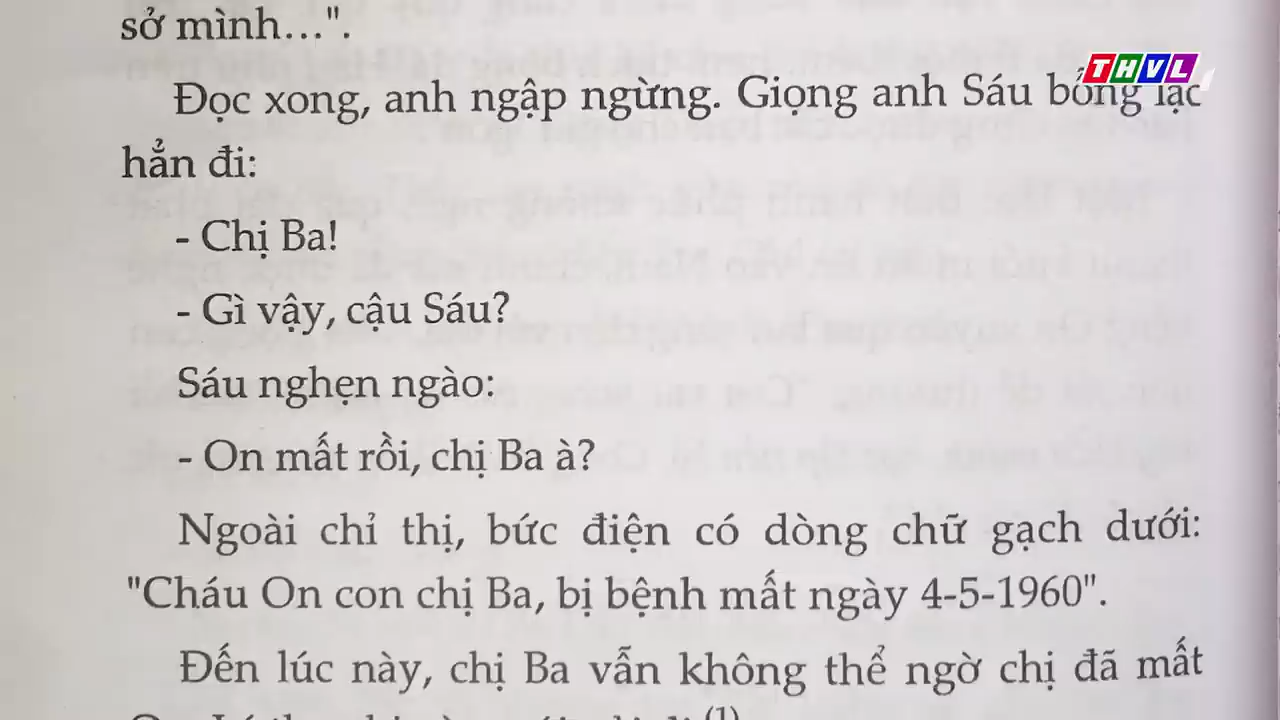 sở mình...".
THVL
Đọc xong, anh ngập ngừng. Giọng anh Sáu bỗng lạc
hẳn đi:
- Chị Ba!
- Gì vậy, cậu Sáu?
Sáu nghẹn ngào:
- On mất rồi, chị Ba à?
Ngoài chỉ thị, bức điện có dòng chữ gạch dưới:
"Cháu On con chị Ba, bị bệnh mất ngày 4-5-1960".
Đến lúc này, chị Ba vẫn không thể ngờ chị đã mất
(1)